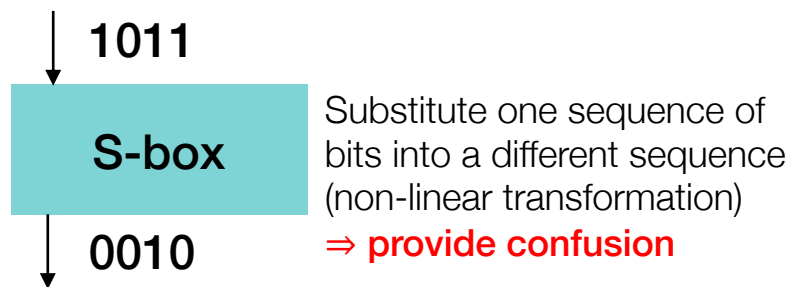 1011
S-box
Substitute one sequence of
bits into a different sequence
(non-linear transformation)
⇒ provide confusion
0010